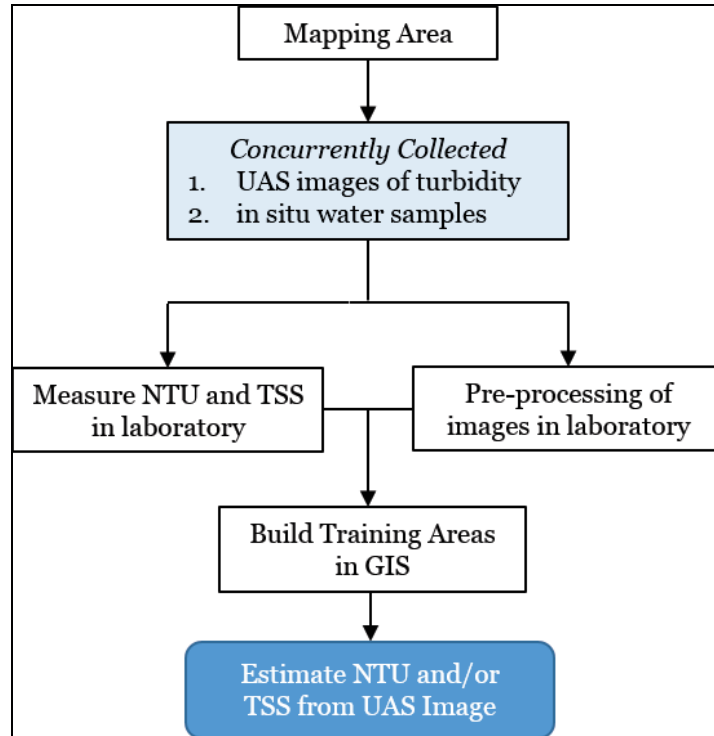 Mapping Area
Concurrently Collected
1. UAS images of turbidity
2. in situ water samples
Measure NTU and TSS
in laboratory
Pre-processing of
images in laboratory
Build Training Areas
in GIS
Estimate NTU and/or
TSS from UAS Image